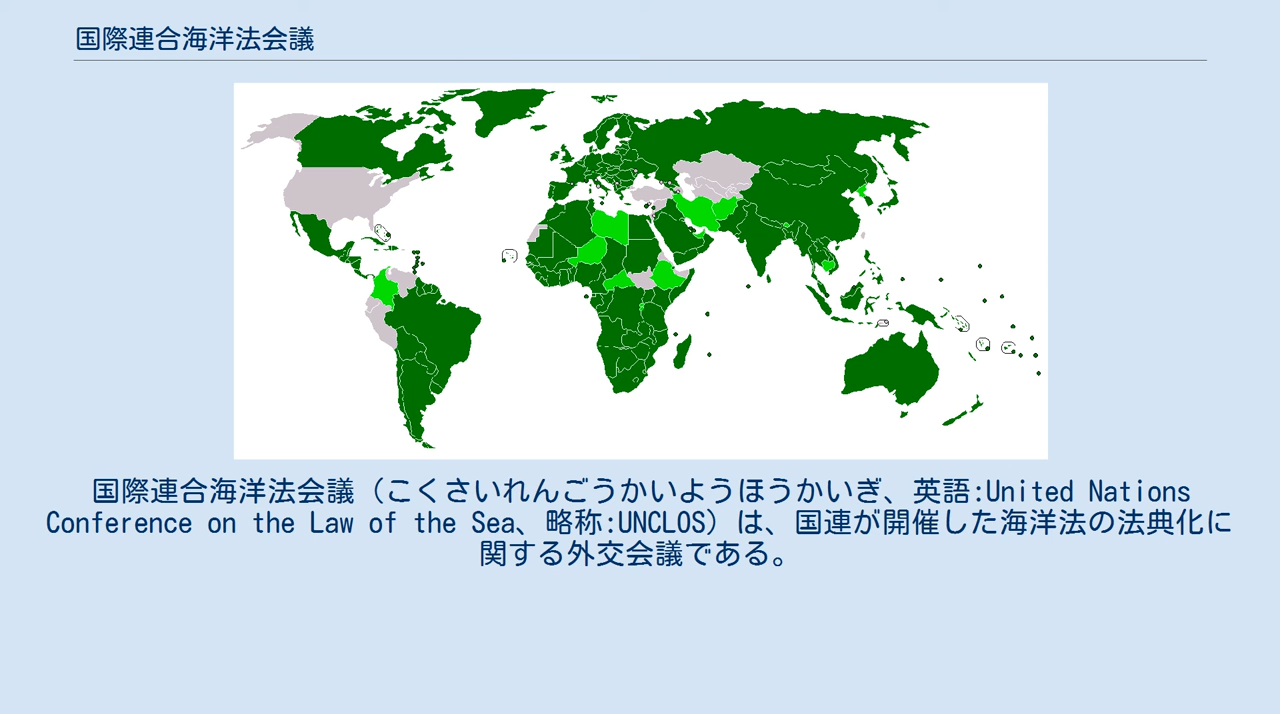 国際連合海洋法会議
国際連合海洋法会議（こくさいれんごうかいようほうかいぎ、英語:United Nations
Conference on the Law of the Sea、略称:UNCLOS）は、国連が開催した海洋法の法典化に
関する外交会議である。